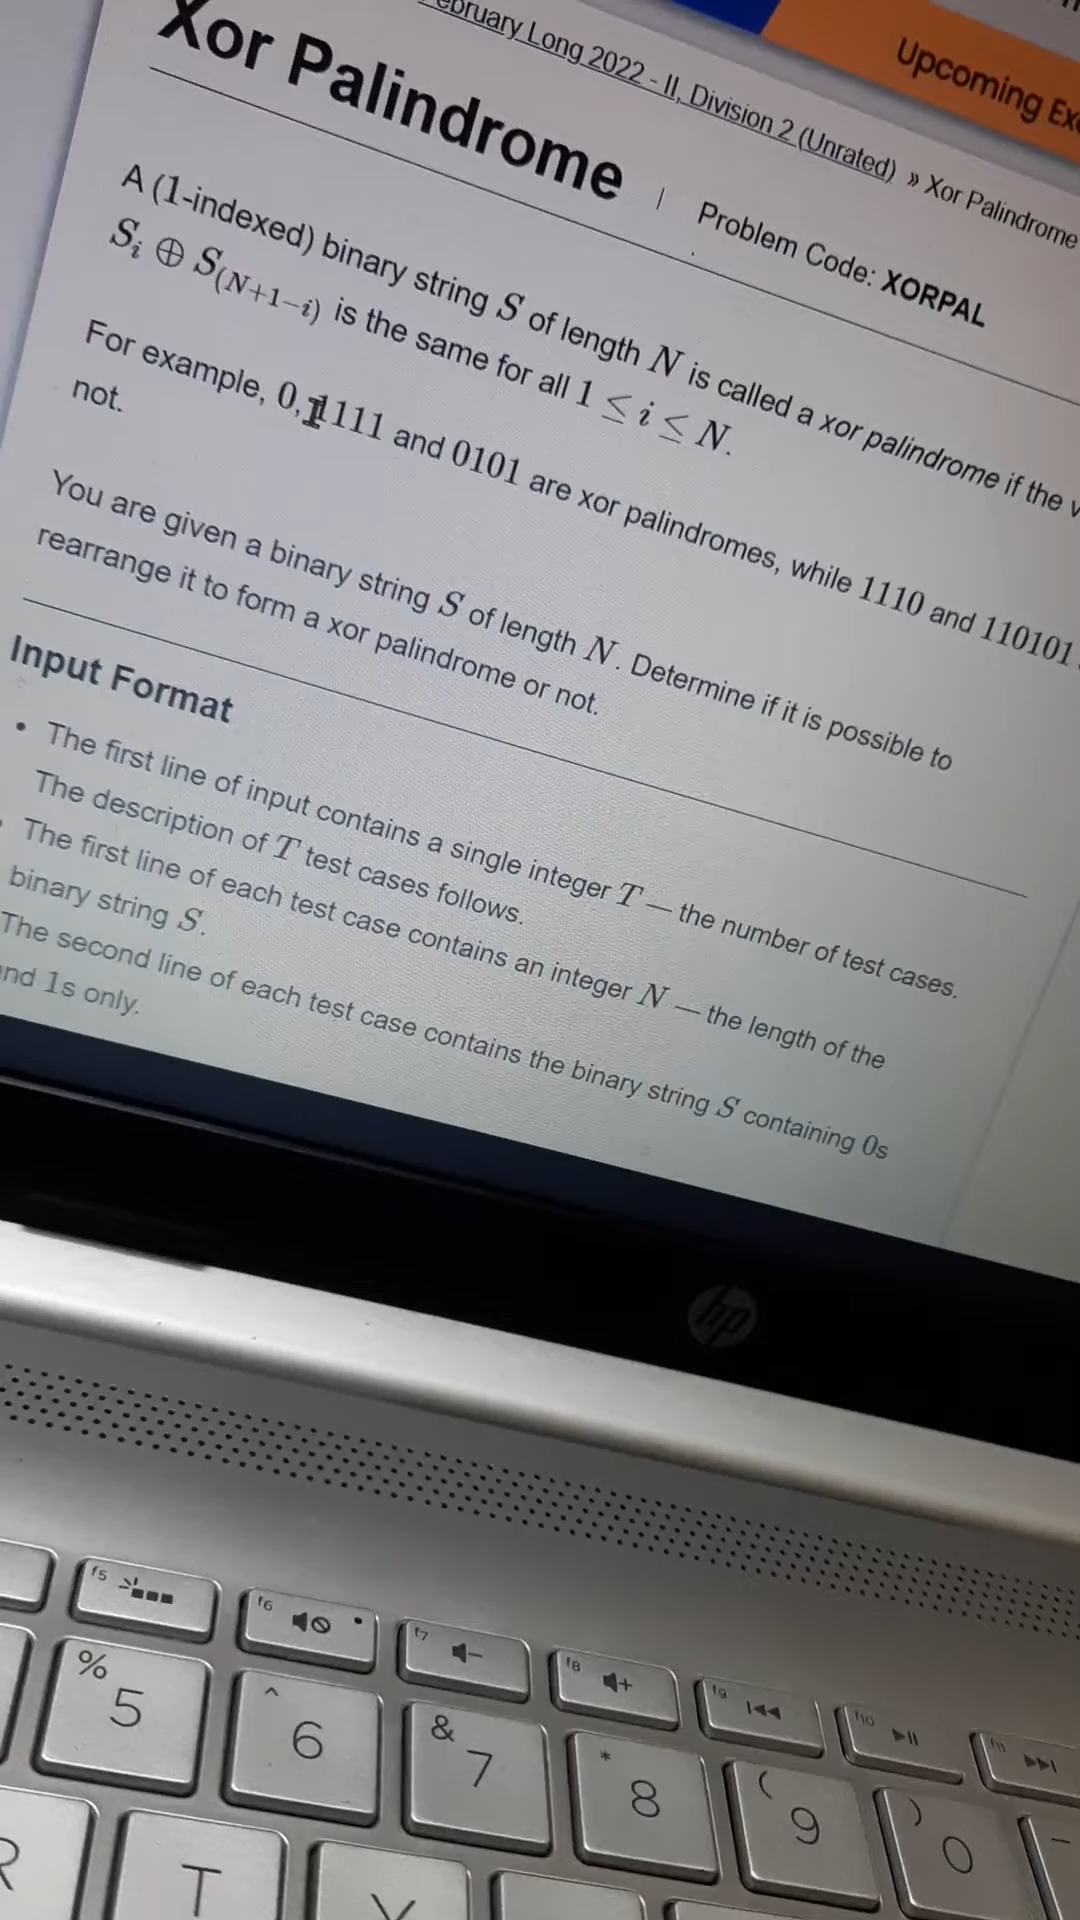 February Long 2022 - II, Division 2 (Unrated) » Xor Palindrome
Upcoming
Xor Palindrome | Problem Code: XORPAL
A (1-indexed) binary string S of length N is called a xor palindrome if the
S_i ⊕ S_(N+1−i) is the same for all 1 ≤ i ≤ N.
For example, 0, 1111 and 0101 are xor palindromes, while 1110 and 110101
not.
You are given a binary string S of length N. Determine if it is possible to
rearrange it to form a xor palindrome or not.
Input Format
• The first line of input contains a single integer T — the number of test cases.
The description of T test cases follows.
• The first line of each test case contains an integer N — the length of the
binary string S.
The second line of each test case contains the binary string S containing 0s
and 1s only.
hp
f5 f6 f7 f8 f9 f10 f11
% 5 ^ 6 & 7 * 8 ( 9 ) 0 –
R T Y